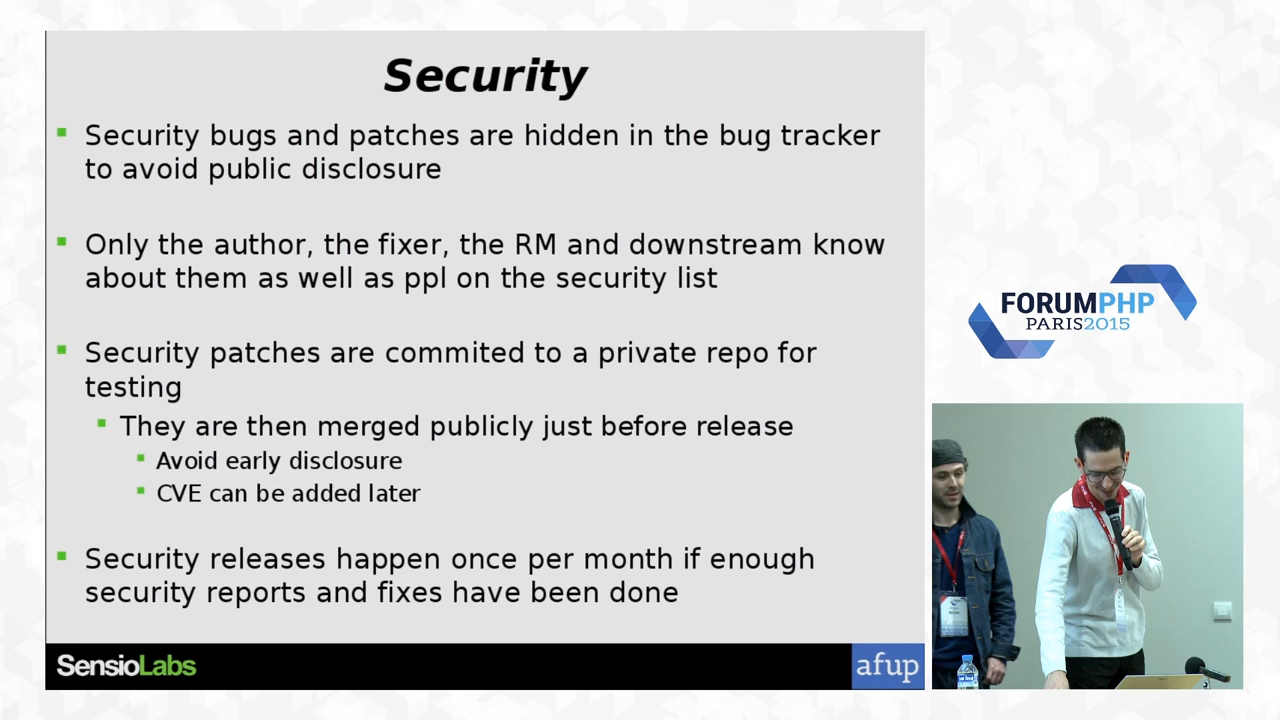 Security
Security bugs and patches are hidden in the bug tracker
to avoid public disclosure
Only the author, the fixer, the RM and downstream know
about them as well as ppl on the security list
Security patches are commited to a private repo for
testing
They are then merged publicly just before release
Avoid early disclosure
CVE can be added later
Security releases happen once per month if enough
security reports and fixes have been done
SensioLabs
afup
FORUMPHP
PARIS2015